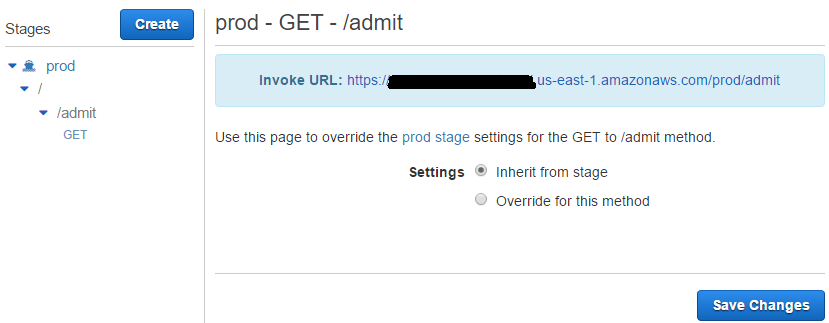 Stages
Create
prod
/
/admit
GET
prod - GET - /admit
Invoke URL: https:/ .us-east-1.amazonaws.com/prod/admit
Use this page to override the prod stage settings for the GET to /admit method.
Settings
Inherit from stage
Override for this method
Save Changes